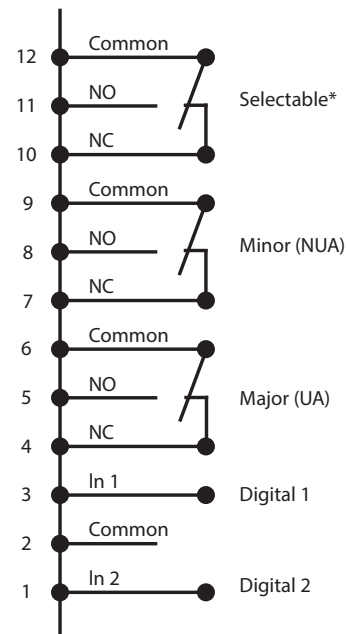 12 Common
11 NO Selectable*
10 NC
9 Common
8 NO Minor (NUA)
7 NC
6 Common
5 NO Major (UA)
4 NC
3 In 1 Digital 1
2 Common
1 In 2 Digital 2